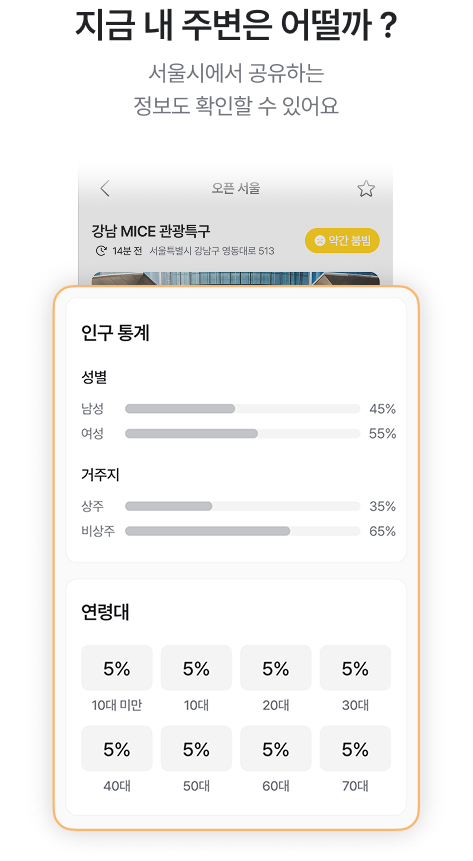 지금 내 주변은 어떨까 ?
서울시에서 공유하는
정보도 확인할 수 있어요
오픈 서울
강남 MICE 관광특구
약간 붐빔
14분 전 서울특별시 강남구 영동대로 513
인구 통계
성별
남성 45%
여성 55%
거주지
상주 35%
비상주 65%
연령대
5% 5% 5% 5%
10대 미만 10대 20대 30대
5% 5% 5% 5%
40대 50대 60대 70대